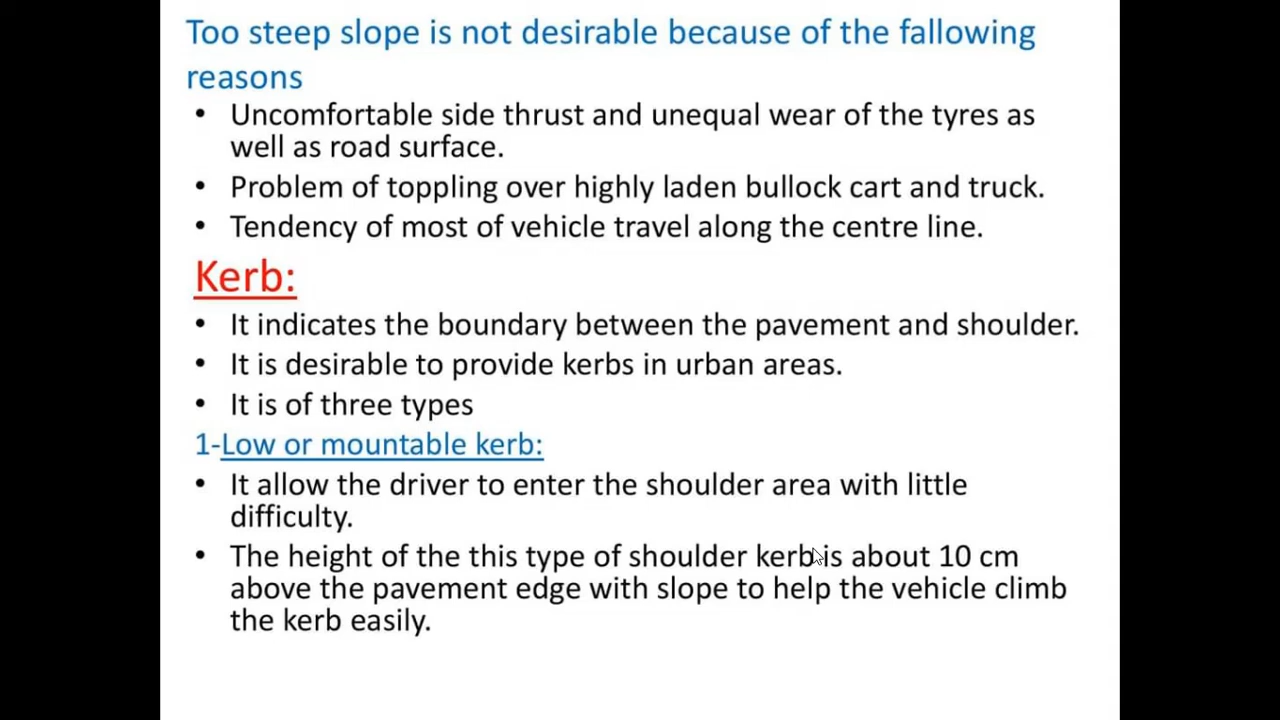 Too steep slope is not desirable because of the fallowing
reasons
• Uncomfortable side thrust and unequal wear of the tyres as
well as road surface.
• Problem of toppling over highly laden bullock cart and truck.
• Tendency of most of vehicle travel along the centre line.
Kerb:
• It indicates the boundary between the pavement and shoulder.
• It is desirable to provide kerbs in urban areas.
• It is of three types
1-Low or mountable kerb:
• It allow the driver to enter the shoulder area with little
difficulty.
• The height of the this type of shoulder kerb is about 10 cm
above the pavement edge with slope to help the vehicle climb
the kerb easily.